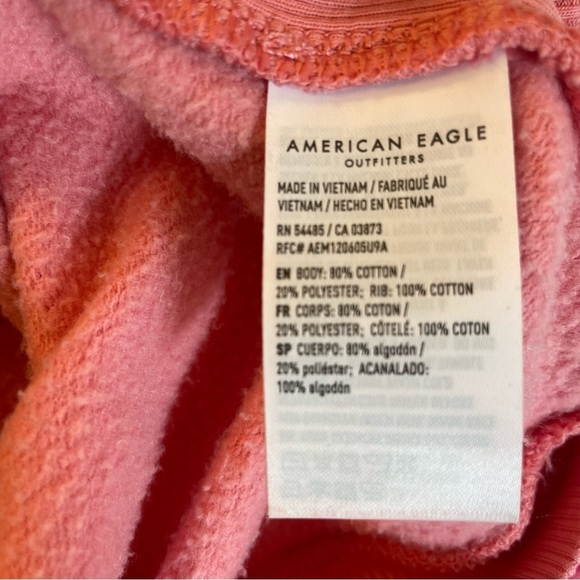 AMERICAN EAGLE
OUTFITTERS
MADE IN VIETNAM / FABRIQUÉ AU
VIETNAM / HECHO EN VIETNAM
RN 54485 / CA 03873
RFC# AEM120605U9A
EN BODY: 80% COTTON /
20% POLYESTER; RIB: 100% COTTON
FR CORPS: 80% COTON /
20% POLYESTER; CÔTELÉ: 100% COTON
SP CUERPO: 80% algodón /
20% poliéster; ACANALADO:
100% algodón